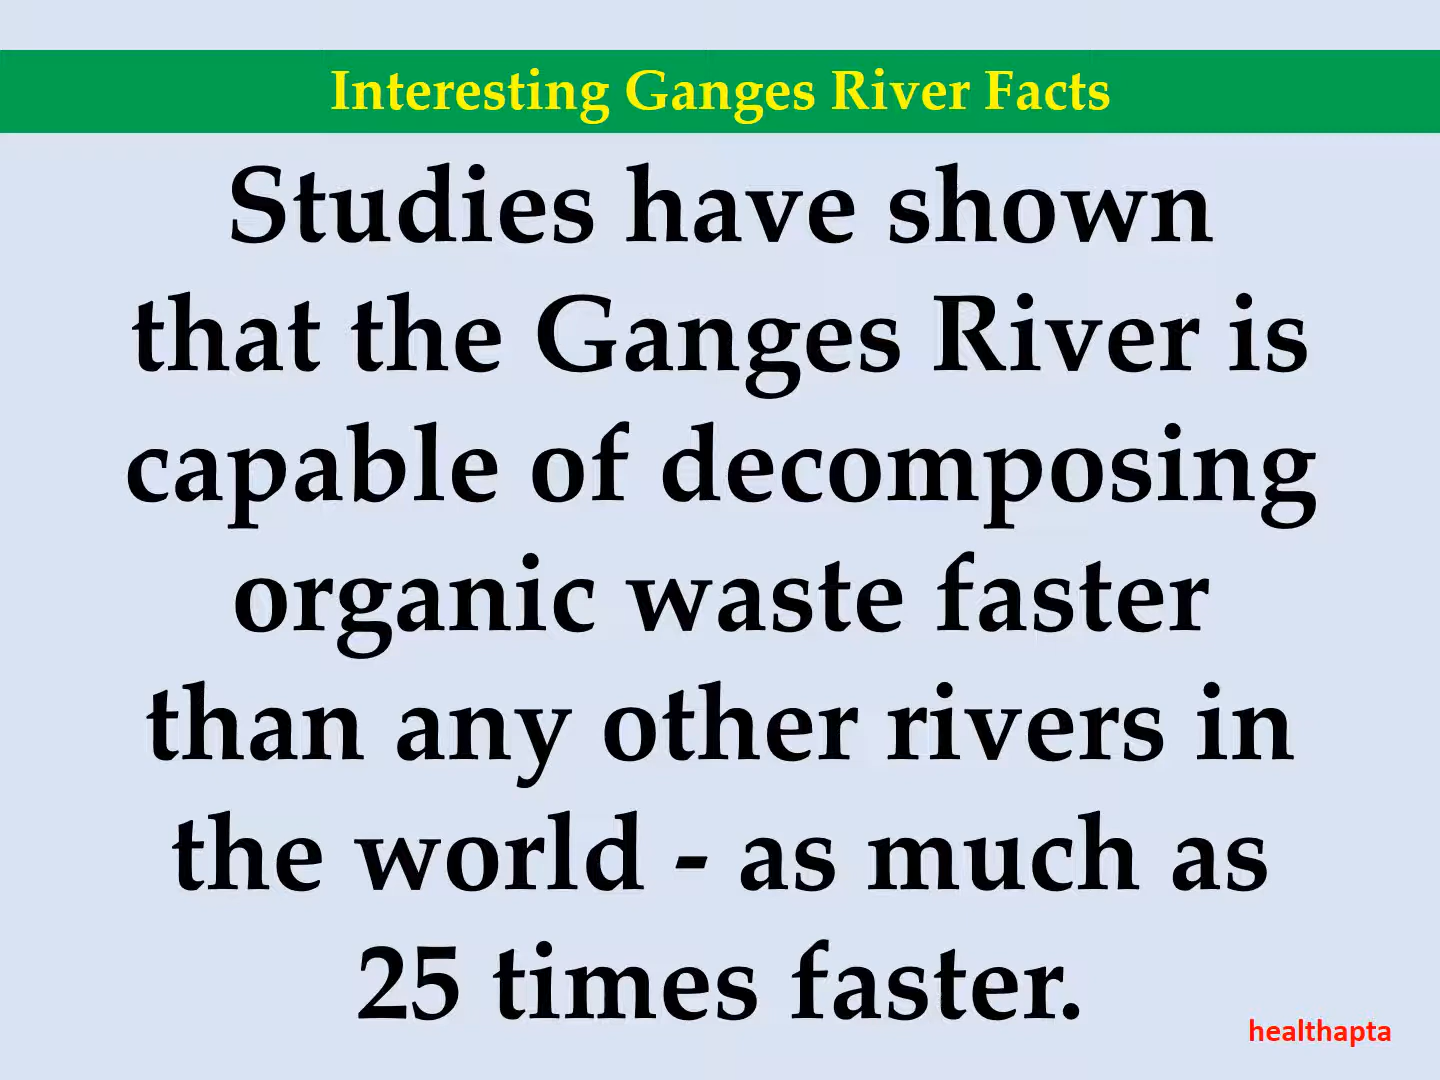 Interesting Ganges River Facts
Studies have shown
that the Ganges River is
capable of decomposing
organic waste faster
than any other rivers in
the world - as much as
25 times faster.
healthapta